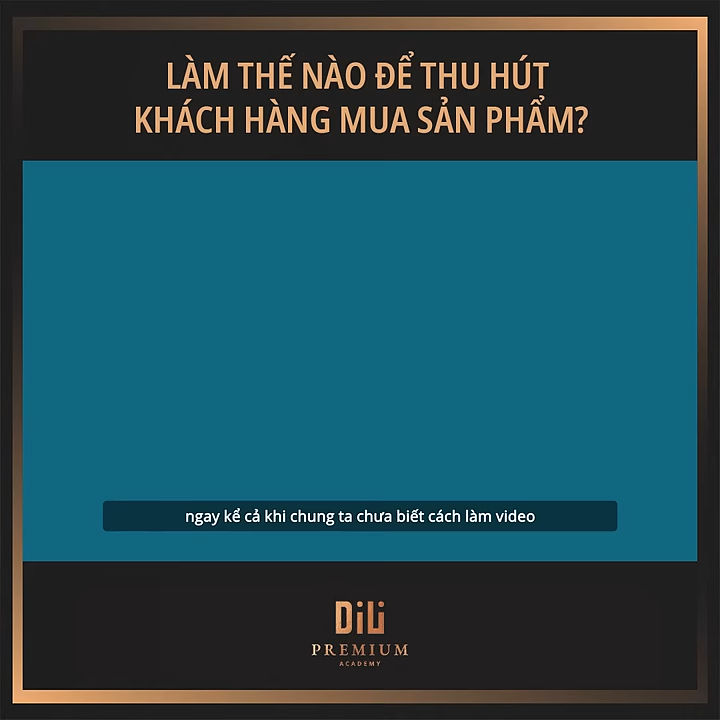 LÀM THẾ NÀO ĐỂ THU HÚT
KHÁCH HÀNG MUA SẢN PHẨM?
ngay kể cả khi chung ta chưa biết cách làm video
DiLi
PREMIUM
ACADEMY